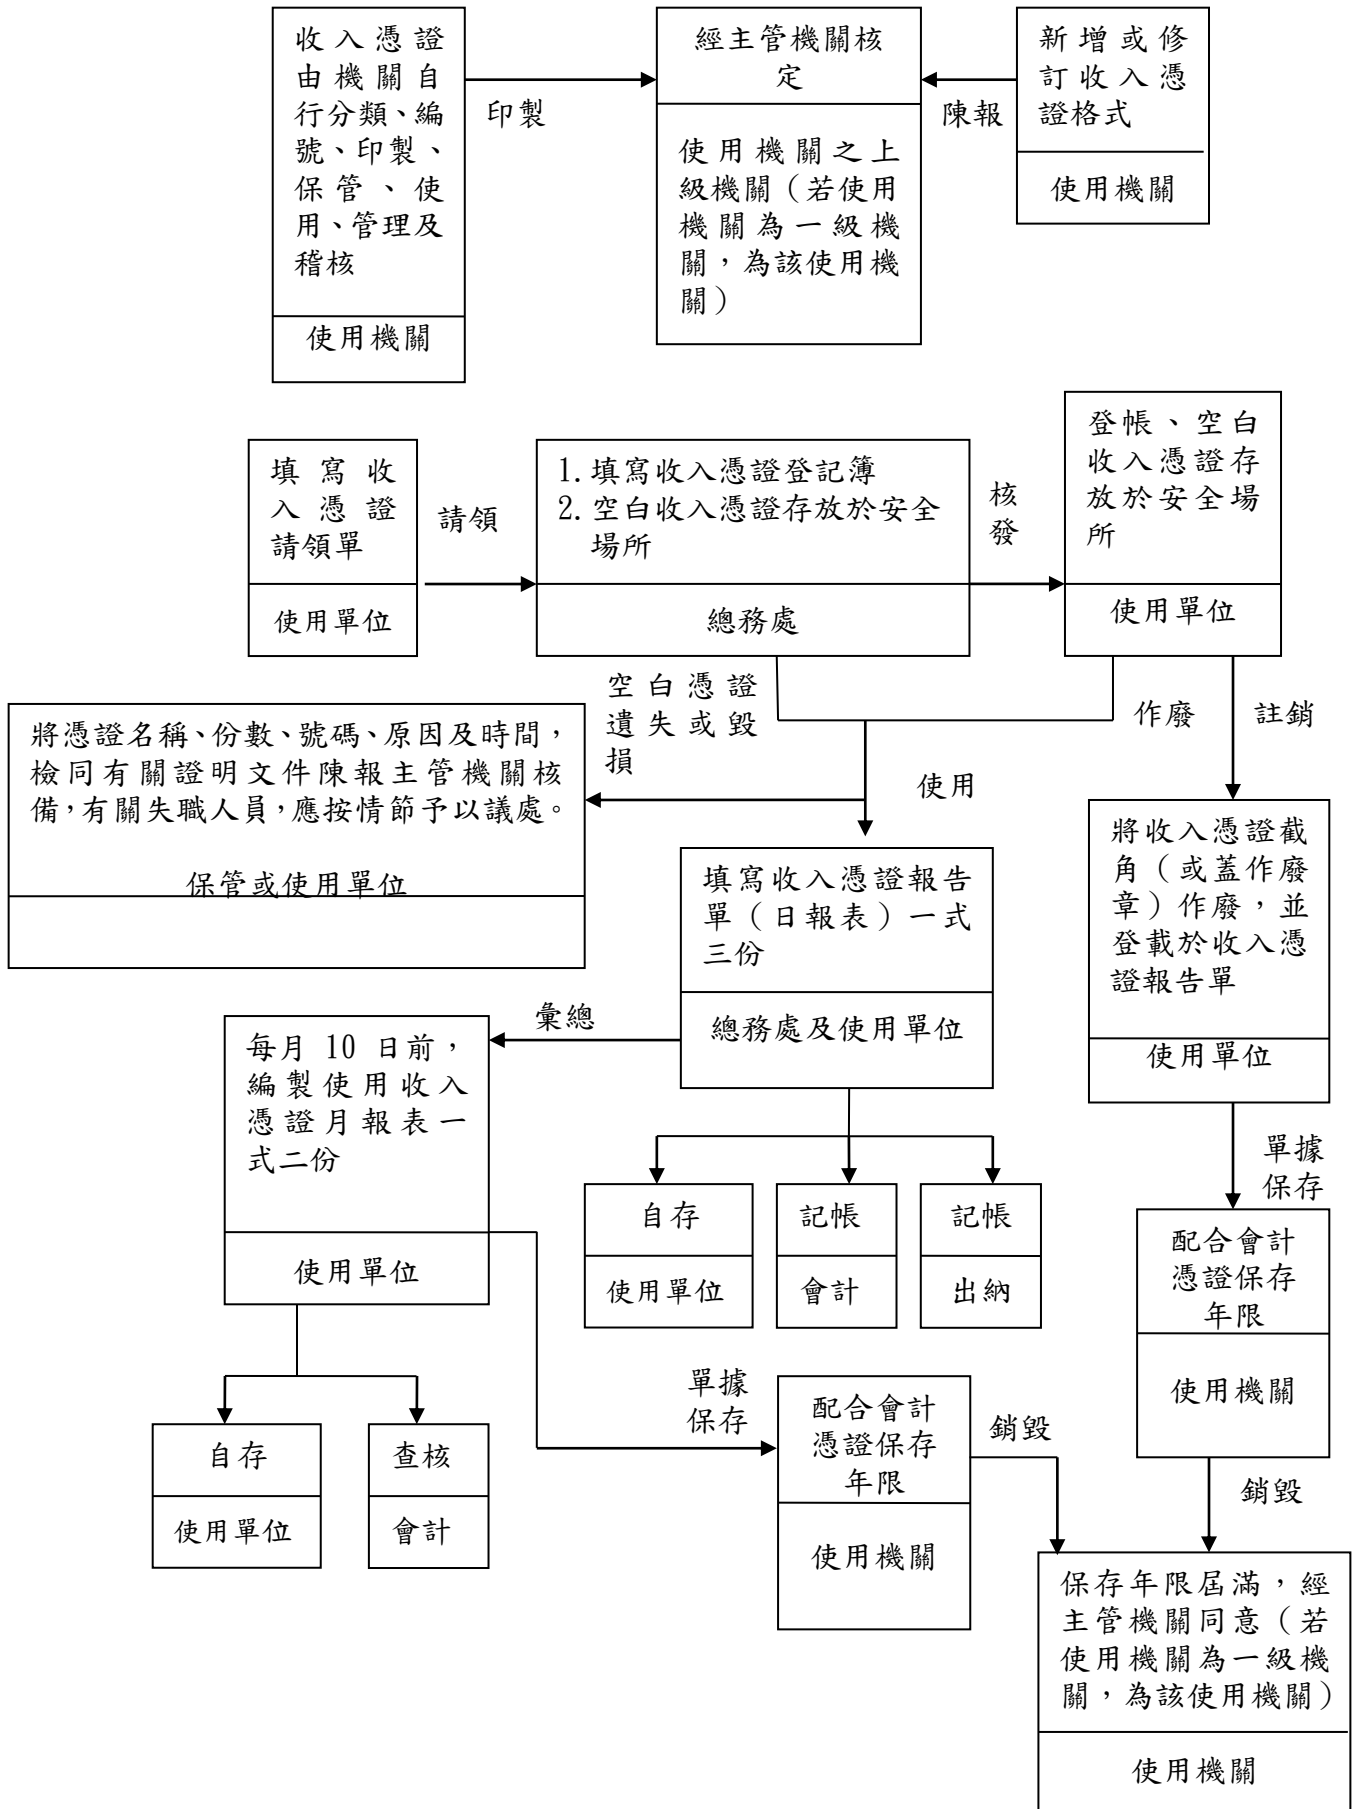 收入憑證
由機關自
行分類、編
號、印製、
保管、使
用、管理及
稽核
使用機關
印製
經主管機關核
定
使用機關之上
級機關（若使用
機關為一級機
關，為該使用機
關）
陳報
新增或修
訂收入憑
證格式
使用機關
填寫收
入憑證
請領單
使用單位
請領
1.填寫收入憑證登記簿
2.空白收入憑證存放於安全
場所
總務處
核
發
登帳、空白
收入憑證存
放於安全場
所
使用單位
空白憑證
遺失或毀
損
作廢
註銷
將憑證名稱、份數、號碼、原因及時間，
檢同有關證明文件陳報主管機關核
備，有關失職人員，應按情節予以議處。
保管或使用單位
使用
填寫收入憑證報告
單（日報表）一式
三份
總務處及使用單位
將收入憑證截
角（或蓋作廢
章）作廢，並
登載於收入憑
證報告單
使用單位
彙總
每月 10 日前，
編製使用收入
憑證月報表一
式二份
使用單位
自存
使用單位
記帳
會計
記帳
出納
單據
保存
配合會計
憑證保存
年限
使用機關
自存
使用單位
查核
會計
單據
保存
配合會計
憑證保存
年限
使用機關
銷毀
銷毀
保存年限屆滿，經
主管機關同意（若
使用機關為一級機
關，為該使用機關）
使用機關